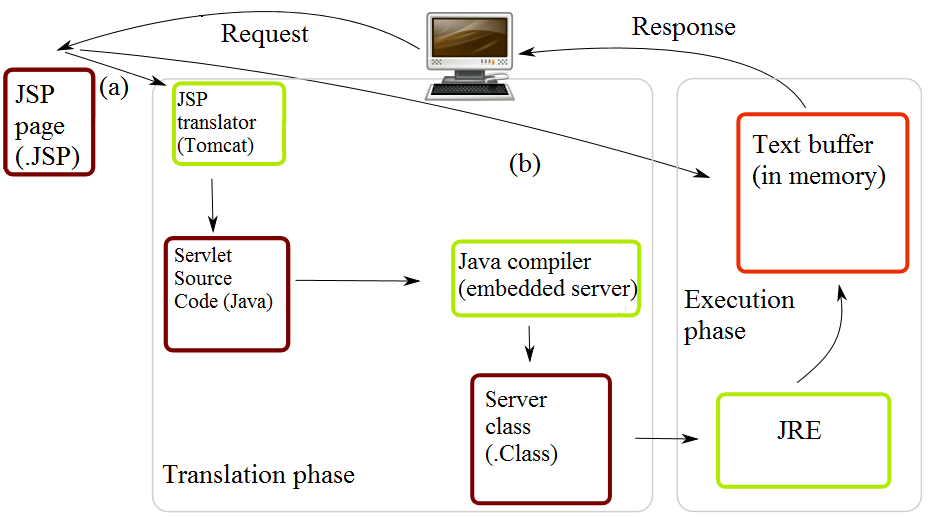 Request
Response
JSP
page
(.JSP)
(a)
JSP
translator
(Tomcat)
(b)
Text buffer
(in memory)
Servlet
Source
Code (Java)
Java compiler
(embedded server)
Execution
phase
Server
class
(.Class)
JRE
Translation phase